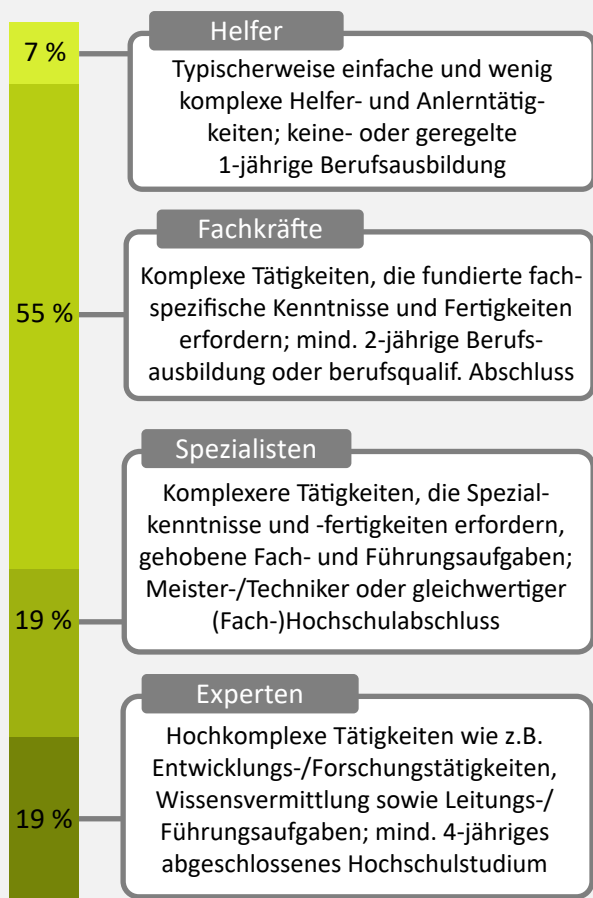 Helfer
7 %
Typischerweise einfache und wenig
komplexe Helfer- und Anlerntätig-
keiten; keine- oder geregelte
1-jährige Berufsausbildung
Fachkräfte
55 %
Komplexe Tätigkeiten, die fundierte fach-
spezifische Kenntnisse und Fertigkeiten
erfordern; mind. 2-jährige Berufs-
ausbildung oder berufsqualif. Abschluss
Spezialisten
19 %
Komplexere Tätigkeiten, die Spezial-
kenntnisse und -fertigkeiten erfordern,
gehobene Fach- und Führungsaufgaben;
Meister-/Techniker oder gleichwertiger
(Fach-)Hochschulabschluss
Experten
19 %
Hochkomplexe Tätigkeiten wie z.B.
Entwicklungs-/Forschungstätigkeiten,
Wissensvermittlung sowie Leitungs-/
Führungsaufgaben; mind. 4-jähriges
abgeschlossenes Hochschulstudium